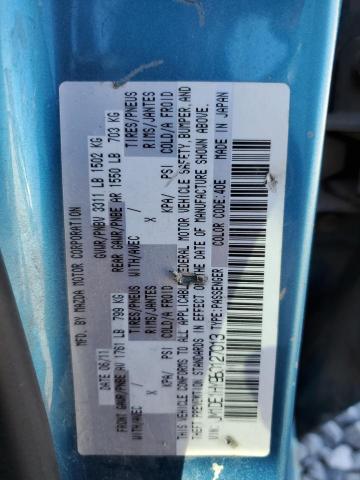 MFD. BY MAZDA MOTOR CORPORATION
DATE 06/11 GVWR/PNBV 3311 LB 1502 KG
FRONT GAWR/PNBE AV 1761 LB 799 KG REAR GAWR/PNBE AR 1550 LB 703 KG
WITH/AVEC TIRES/PNEUS WITH/AVEC TIRES/PNEUS
/ X RIMS/JANTES / X RIMS/JANTES
KPA/ PSI COLD/A FROID KPA/ PSI COLD/A FROID
THIS VEHICLE CONFORMS TO ALL APPLICABLE FEDERAL MOTOR VEHICLE SAFETY, BUMPER, AND
THEFT PREVENTION STANDARDS IN EFFECT ON THE DATE OF MANUFACTURE SHOWN ABOVE.
TYPE:PASSENGER COLOR CODE:40E MADE IN JAPAN